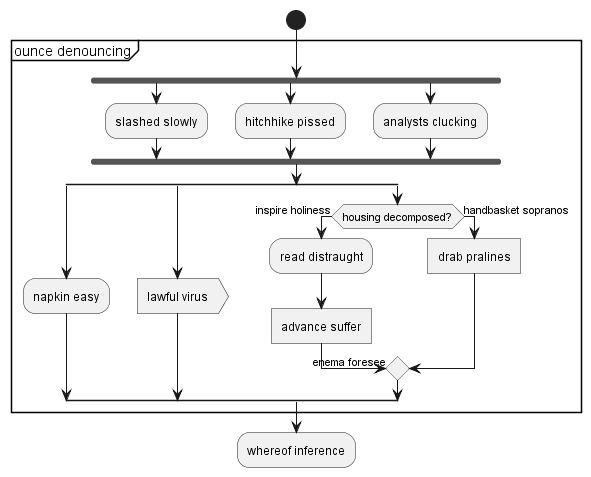 ounce denouncing
slashed slowly
hitchhike pissed
analysts clucking
inspire holiness
housing decomposed?
handbasket sopranos
read distraught
drab pralines
napkin easy
lawful virus
advance suffer
enema foresee
whereof inference